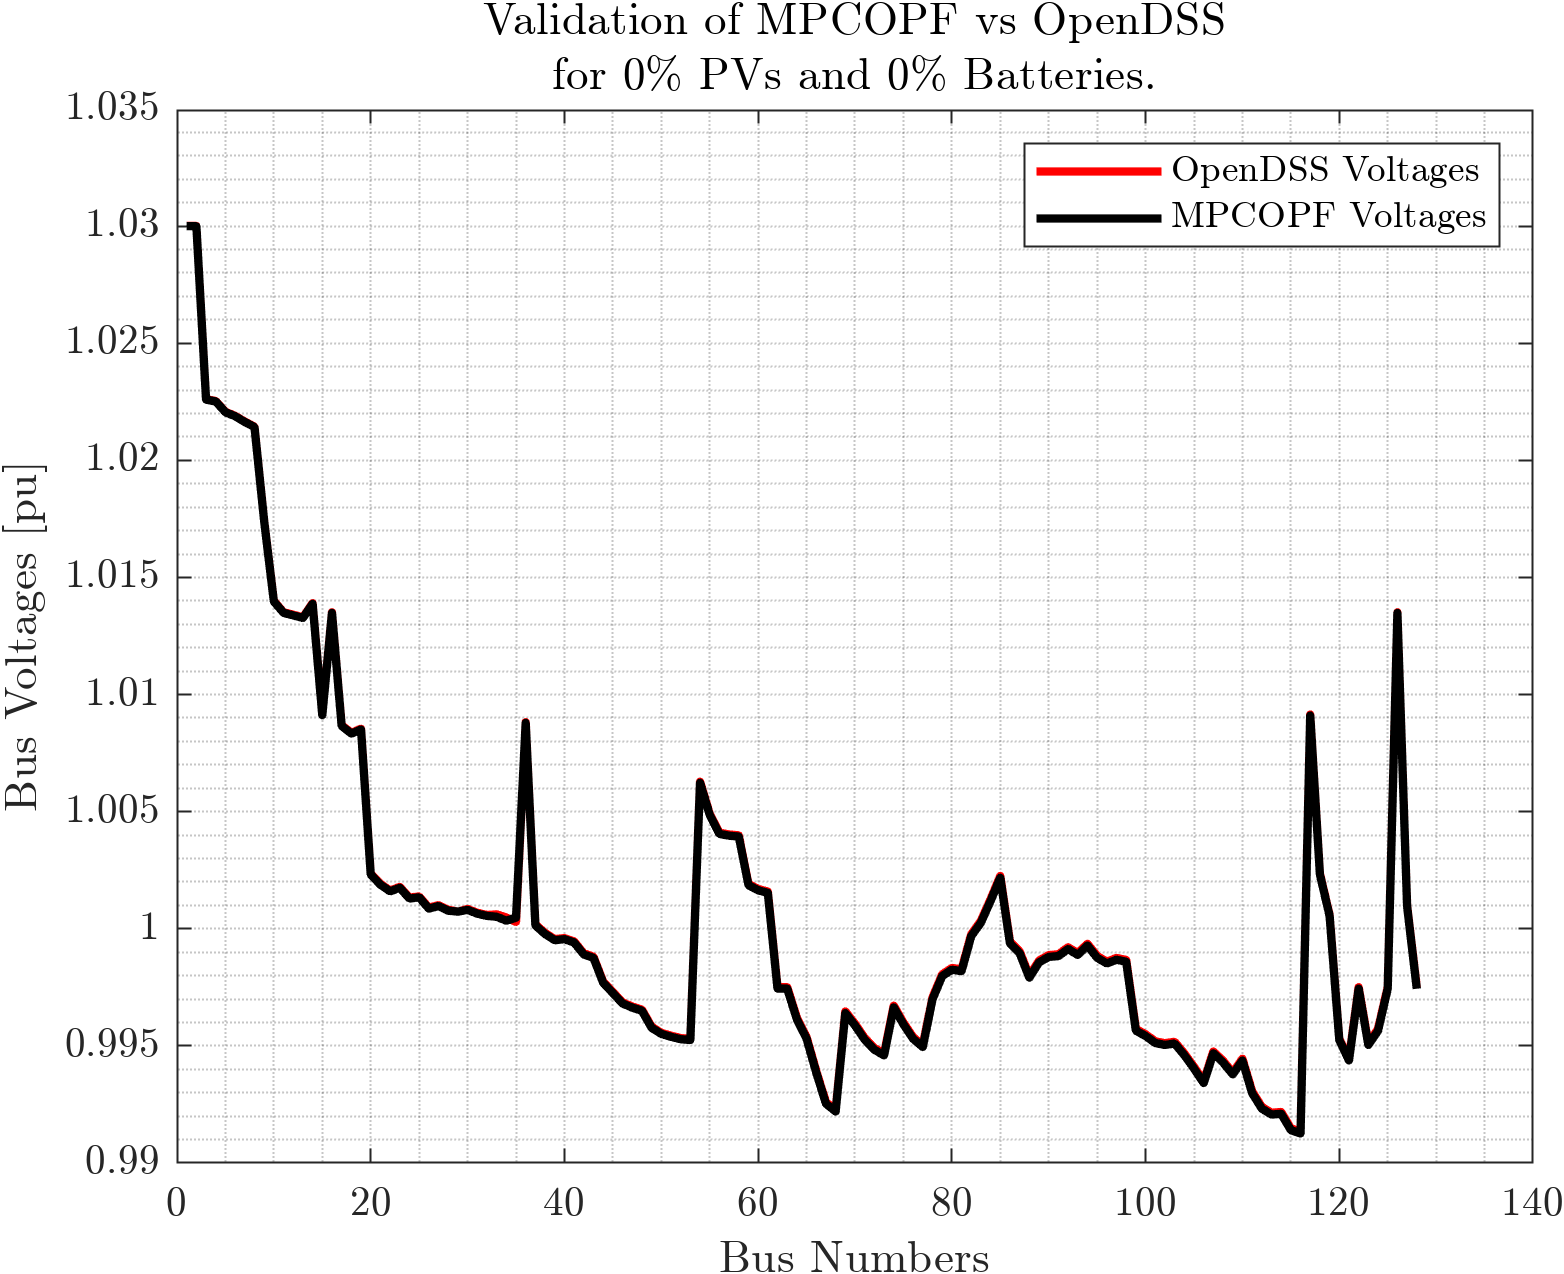 Validation of MPCOPF vs OpenDSS
for 0% PVs and 0% Batteries.
1.035
1.03
1.025
1.02
1.015
1.01
1.005
1
0.995
0.99
Bus Voltages [pu]
OpenDSS Voltages
MPCOPF Voltages
0 20 40 60 80 100 120 140
Bus Numbers